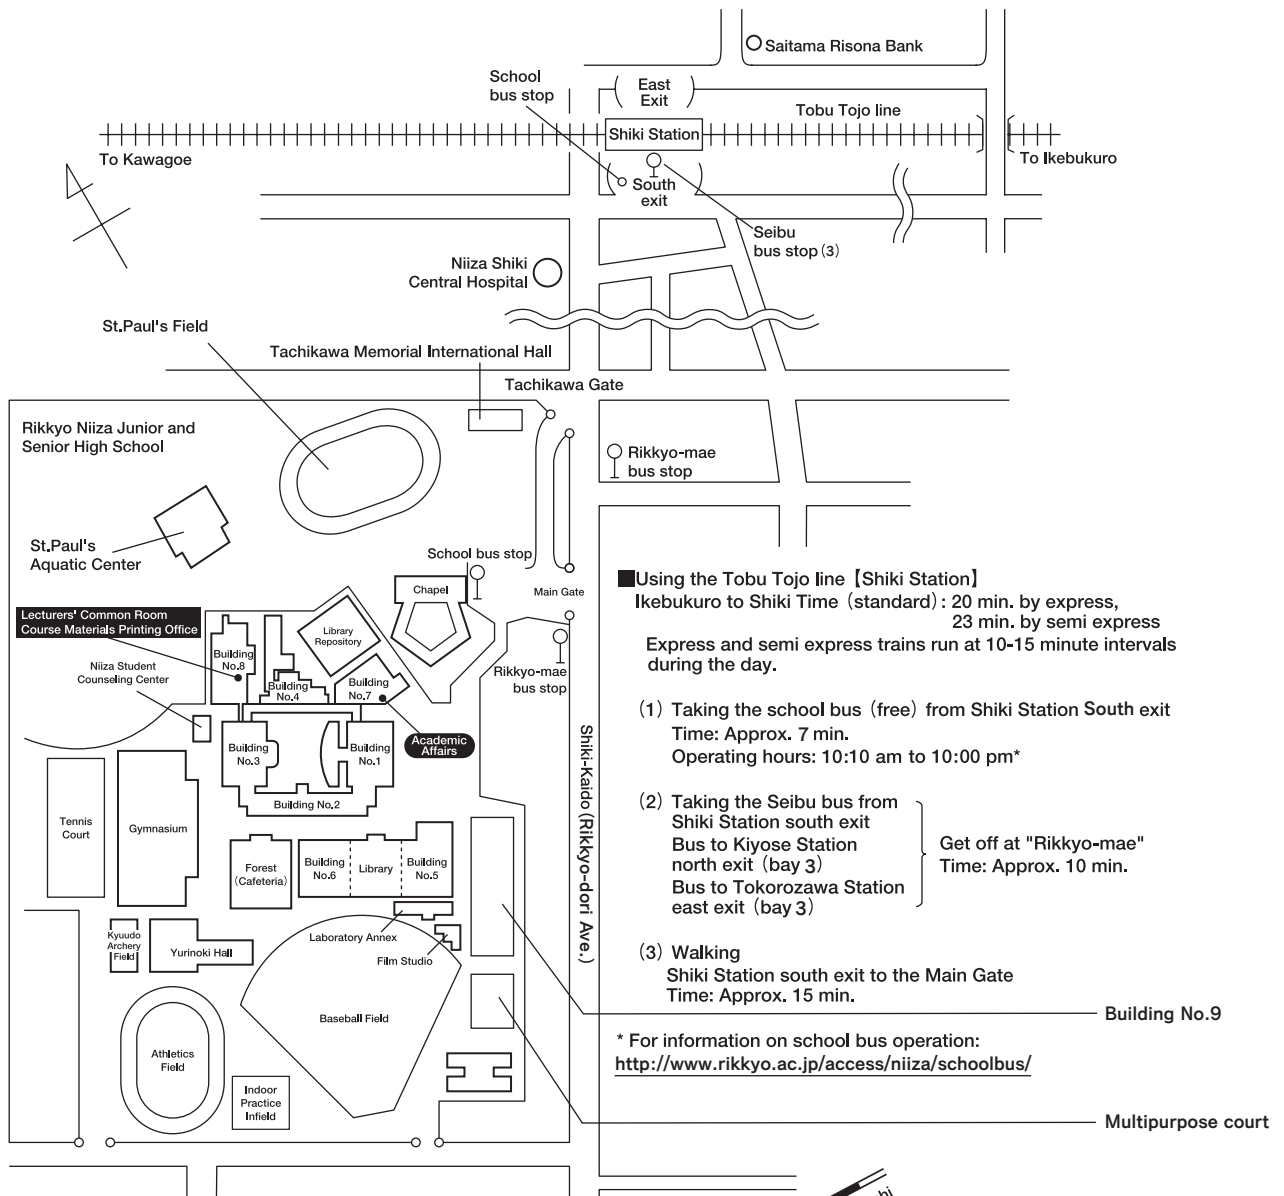 Saitama Risona Bank
School
bus stop
East
Exit
Tobu Tojo line
Shiki Station
To Kawagoe
To Ikebukuro
South
exit
Seibu
bus stop (3)
Niiza Shiki
Central Hospital
St.Paul's Field
Tachikawa Memorial International Hall
Tachikawa Gate
Rikkyo Niiza Junior and
Senior High School
Rikkyo-mae
bus stop
St.Paul's
Aquatic Center
School bus stop
Chapel
Main Gate
Lecturers' Common Room
Course Materials Printing Office
Library
Repository
Building
No.8
Niiza Student
Counseling Center
Building
No.4
Building
No.7
Rikkyo-mae
bus stop
Academic
Affairs
Building
No.3
Building
No.1
Building No.2
Shiki-Kaido (Rikkyo-dori Ave.)
Tennis
Court
Gymnasium
Forest
(Cafeteria)
Building
No.6
Library
Building
No.5
Kyuudo
Archery
Field
Yurinoki Hall
Laboratory Annex
Film Studio
Baseball Field
Athletics
Field
Indoor
Practice
Infield
■Using the Tobu Tojo line【Shiki Station】
Ikebukuro to Shiki Time (standard) : 20 min. by express,
23 min. by semi express
Express and semi express trains run at 10-15 minute intervals
during the day.
(1) Taking the school bus (free) from Shiki Station South exit
Time: Approx. 7 min.
Operating hours: 10:10 am to 10:00 pm*
(2) Taking the Seibu bus from
Shiki Station south exit
Bus to Kiyose Station
north exit (bay 3)
Bus to Tokorozawa Station
east exit (bay 3)
Get off at "Rikkyo-mae"
Time: Approx. 10 min.
(3) Walking
Shiki Station south exit to the Main Gate
Time: Approx. 15 min.
Building No.9
* For information on school bus operation:
http://www.rikkyo.ac.jp/access/niiza/schoolbus/
Multipurpose court